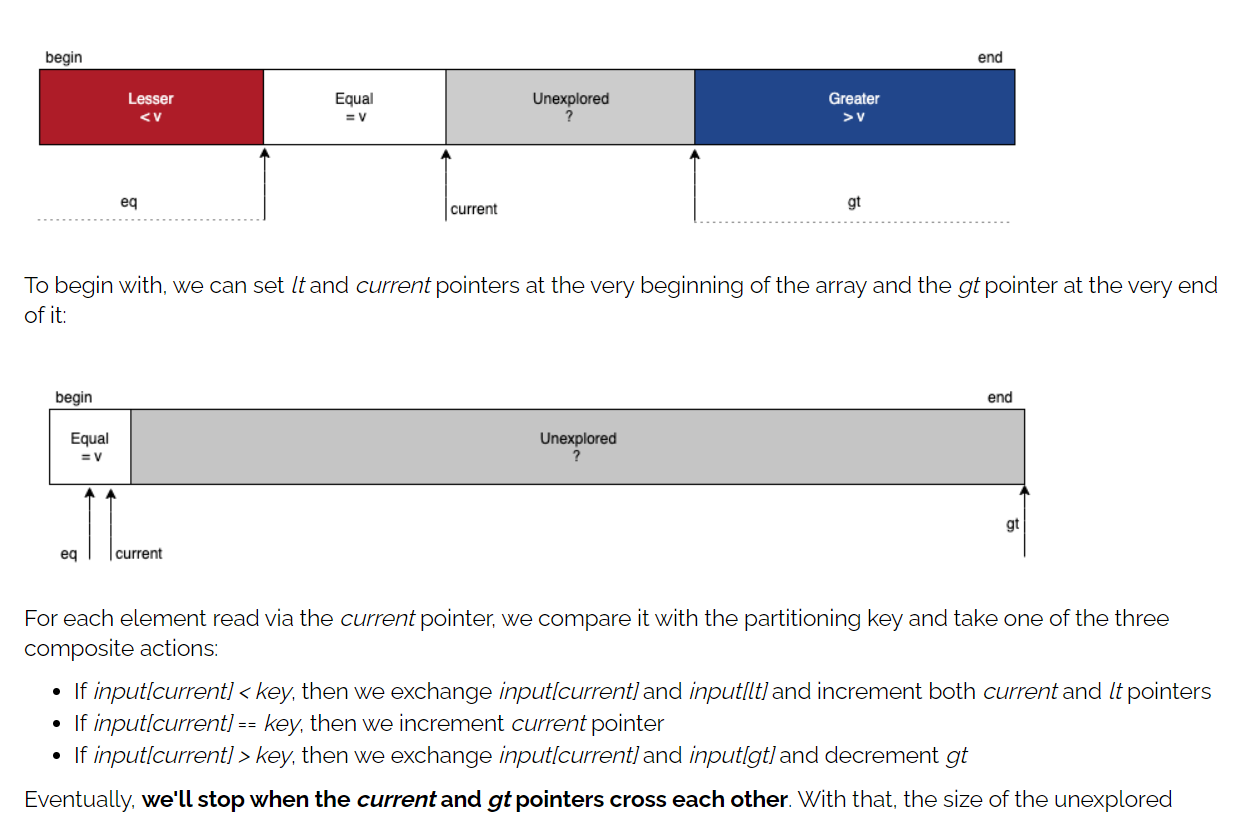 begin end
Lesser Equal Unexplored Greater
< v = v ? > v
eq current gt
To begin with, we can set lt and current pointers at the very beginning of the array and the gt pointer at the very end
of it:
begin end
Equal Unexplored
= v ?
gt
eq current
For each element read via the current pointer, we compare it with the partitioning key and take one of the three
composite actions:
• If input[current] < key, then we exchange input[current] and input[lt] and increment both current and lt pointers
• If input[current] == key, then we increment current pointer
• If input[current] > key, then we exchange input[current] and input[gt] and decrement gt
Eventually, we'll stop when the current and gt pointers cross each other. With that, the size of the unexplored